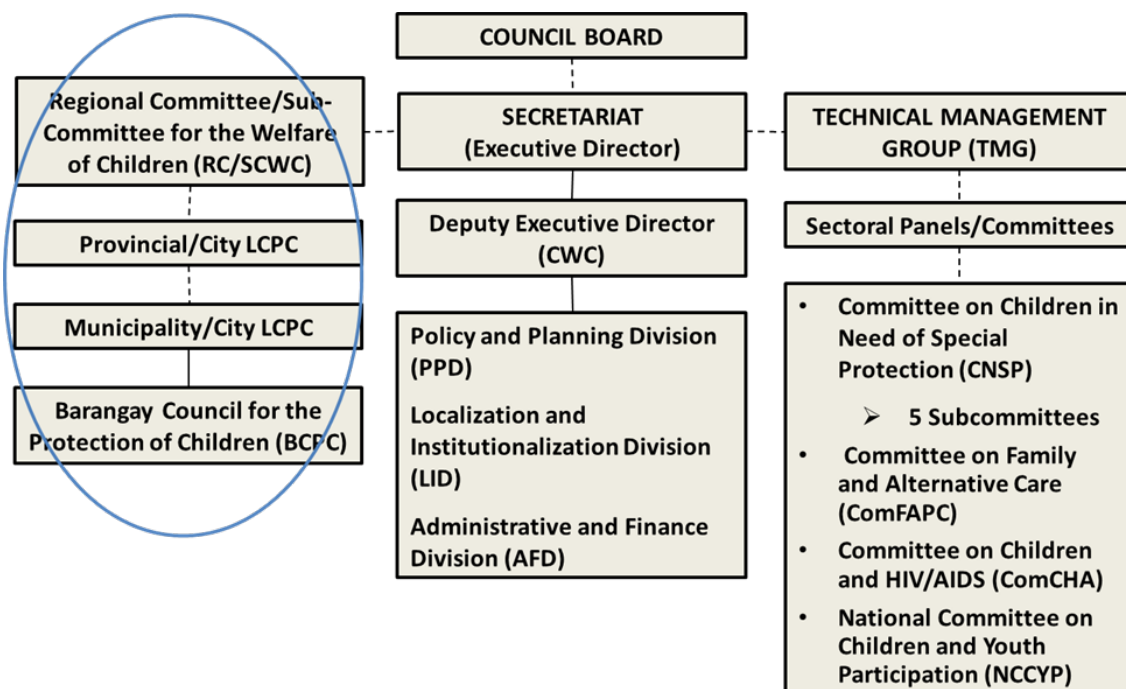 COUNCIL BOARD
Regional Committee/Sub-
Committee for the Welfare
of Children (RC/SCWC)
SECRETARIAT
(Executive Director)
TECHNICAL MANAGEMENT
GROUP (TMG)
Provincial/City LCPC
Deputy Executive Director
(CWC)
Sectoral Panels/Committees
Municipality/City LCPC
Barangay Council for the
Protection of Children (BCPC)
Policy and Planning Division
(PPD)
Localization and
Institutionalization Division
(LID)
Administrative and Finance
Division (AFD)
• Committee on Children in
Need of Special
Protection (CNSP)
➢ 5 Subcommittees
• Committee on Family
and Alternative Care
(ComFAPC)
• Committee on Children
and HIV/AIDS (ComCHA)
• National Committee on
Children and Youth
Participation (NCCYP)